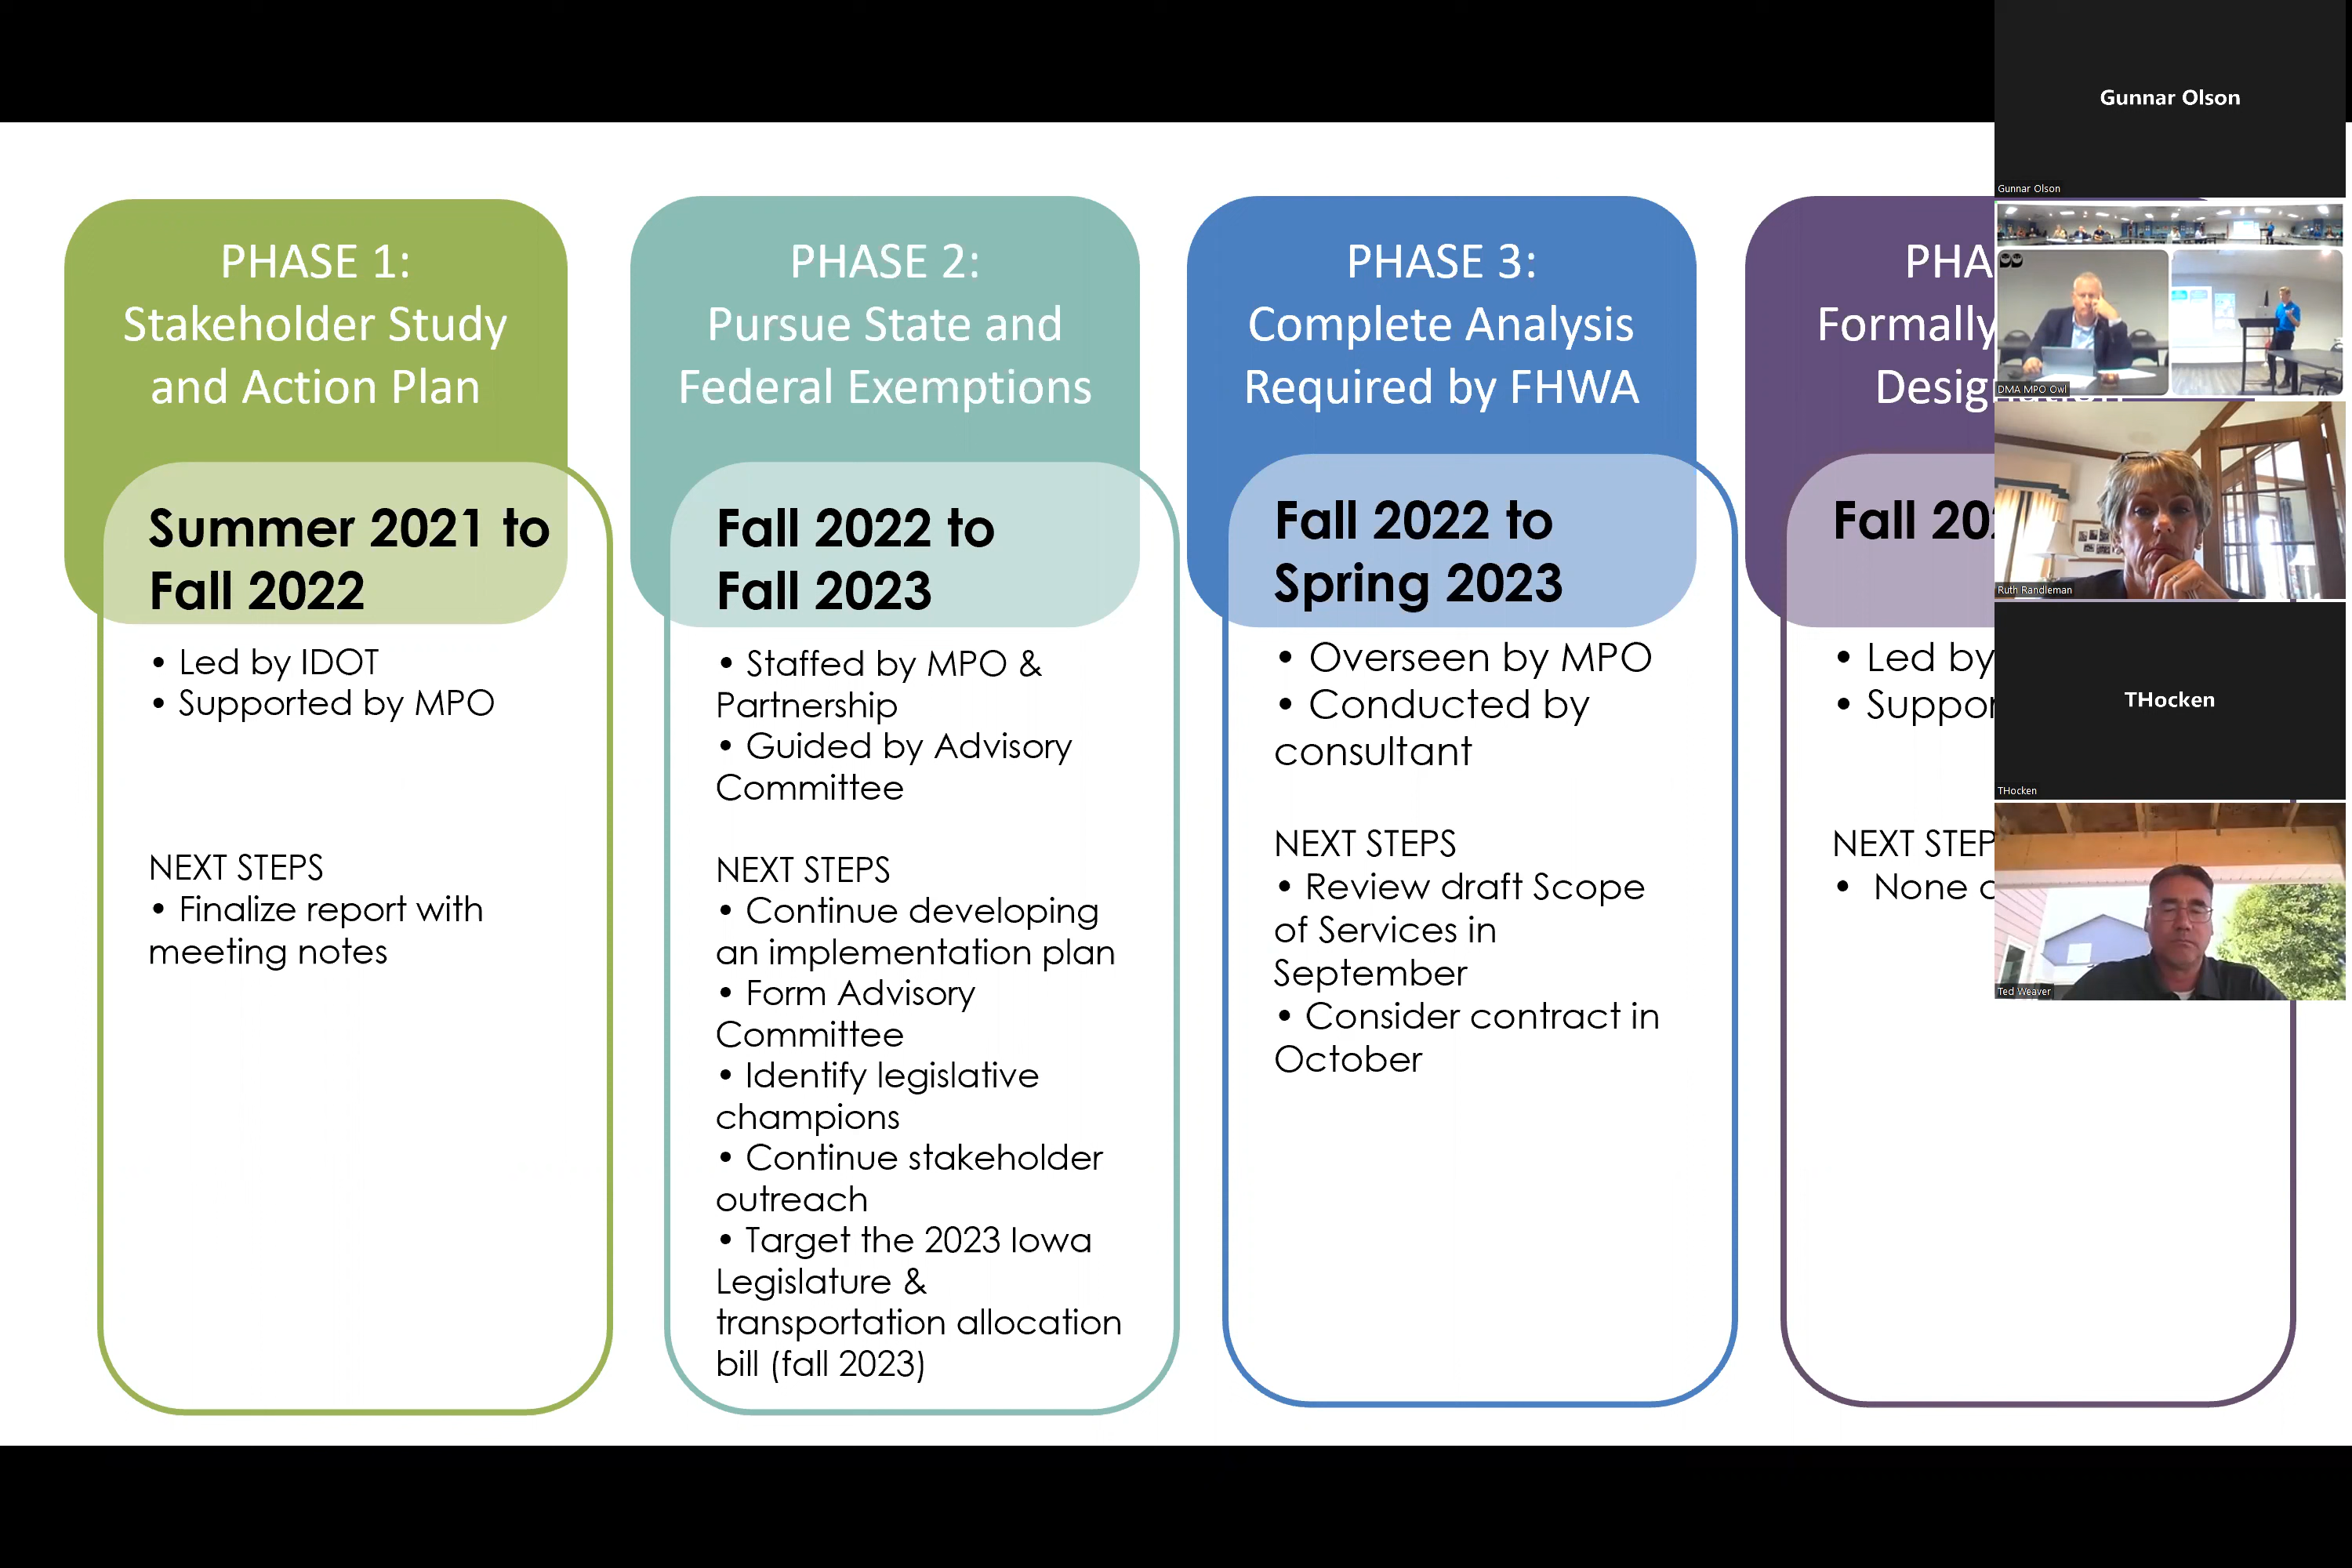 PHASE 1:
Stakeholder Study
and Action Plan
Summer 2021 to
Fall 2022
• Led by IDOT
• Supported by MPO
NEXT STEPS
• Finalize report with
meeting notes
PHASE 2:
Pursue State and
Federal Exemptions
Fall 2022 to
Fall 2023
• Staffed by MPO &
Partnership
• Guided by Advisory
Committee
NEXT STEPS
• Continue developing
an implementation plan
• Form Advisory
Committee
• Identify legislative
champions
• Continue stakeholder
outreach
• Target the 2023 Iowa
Legislature &
transportation allocation
bill (fall 2023)
PHASE 3:
Complete Analysis
Required by FHWA
Fall 2022 to
Spring 2023
• Overseen by MPO
• Conducted by
consultant
NEXT STEPS
• Review draft Scope
of Services in
September
• Consider contract in
October
Formally
Fall
• Led by
NEXT
• None
Gunnar Olson
Gunnar Olson
DMA MPO Owl
Ruth Randleman
THocken
THocken
Ted Weaver